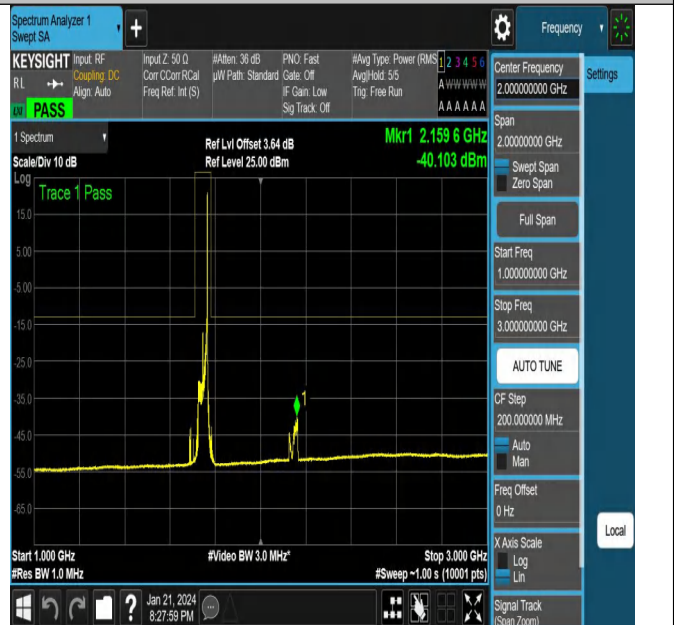 Spectrum Analyzer 1
Swept SA
Frequency
KEYSIGHT
RL
LXI PASS
Input: RF
Coupling: DC
Align: Auto
Input Z: 50 Ω
Corr CCorr RCal
Freq Ref: Int (S)
#Atten: 36 dB
µW Path: Standard
PNO: Fast
Gate: Off
IF Gain: Low
Sig Track: Off
#Avg Type: Power (RMS
Avg|Hold: 5/5
Trig: Free Run
1 2 3 4 5 6
A W W W W W
A A A A A A
1 Spectrum
Scale/Div 10 dB
Log
Ref Lvl Offset 3.64 dB
Ref Level 25.00 dBm
Mkr1 2.159 6 GHz
-40.103 dBm
Trace 1 Pass
15.0
5.00
-5.00
-15.0
-25.0
-35.0
-45.0
-55.0
-65.0
1
Start 1.000 GHz
#Res BW 1.0 MHz
#Video BW 3.0 MHz*
Stop 3.000 GHz
#Sweep ~1.00 s (10001 pts)
Jan 21, 2024
8:27:59 PM
Center Frequency
2.00000000 GHz
Settings
Span
2.00000000 GHz
Swept Span
Zero Span
Full Span
Start Freq
1.000000000 GHz
Stop Freq
3.000000000 GHz
AUTO TUNE
CF Step
200.000000 MHz
Auto
Man
Freq Offset
0 Hz
X Axis Scale
Log
Lin
Local
Signal Track
(Span Zoom)